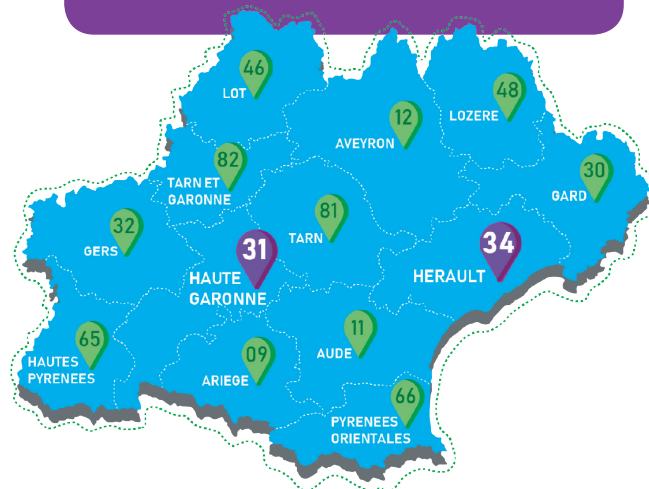 46
LOT
48
LOZERE
12
AVEYRON
82
TARN ET
GARONNE
30
GARD
32
GERS
81
TARN
31
HAUTE
GARONNE
34
HERAULT
65
HAUTES
PYRENEES
09
ARIEGE
11
AUDE
66
PYRENEES
ORIENTALES